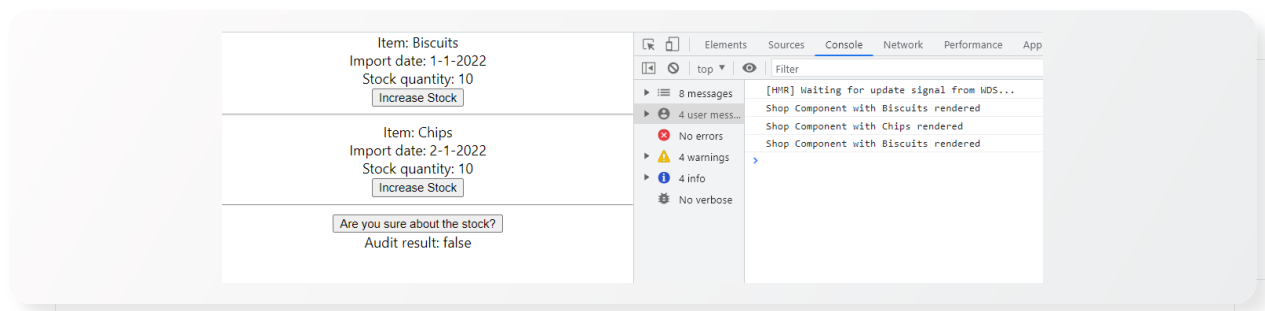 Item: Biscuits
Import date: 1-1-2022
Stock quantity: 10
Increase Stock
Item: Chips
Import date: 2-1-2022
Stock quantity: 10
Increase Stock
Are you sure about the stock?
Audit result: false
Elements Sources Console Network Performance App
top Filter
8 messages
4 user mess...
No errors
4 warnings
4 info
No verbose
[HMR] Waiting for update signal from WDS...
Shop Component with Biscuits rendered
Shop Component with Chips rendered
Shop Component with Biscuits rendered